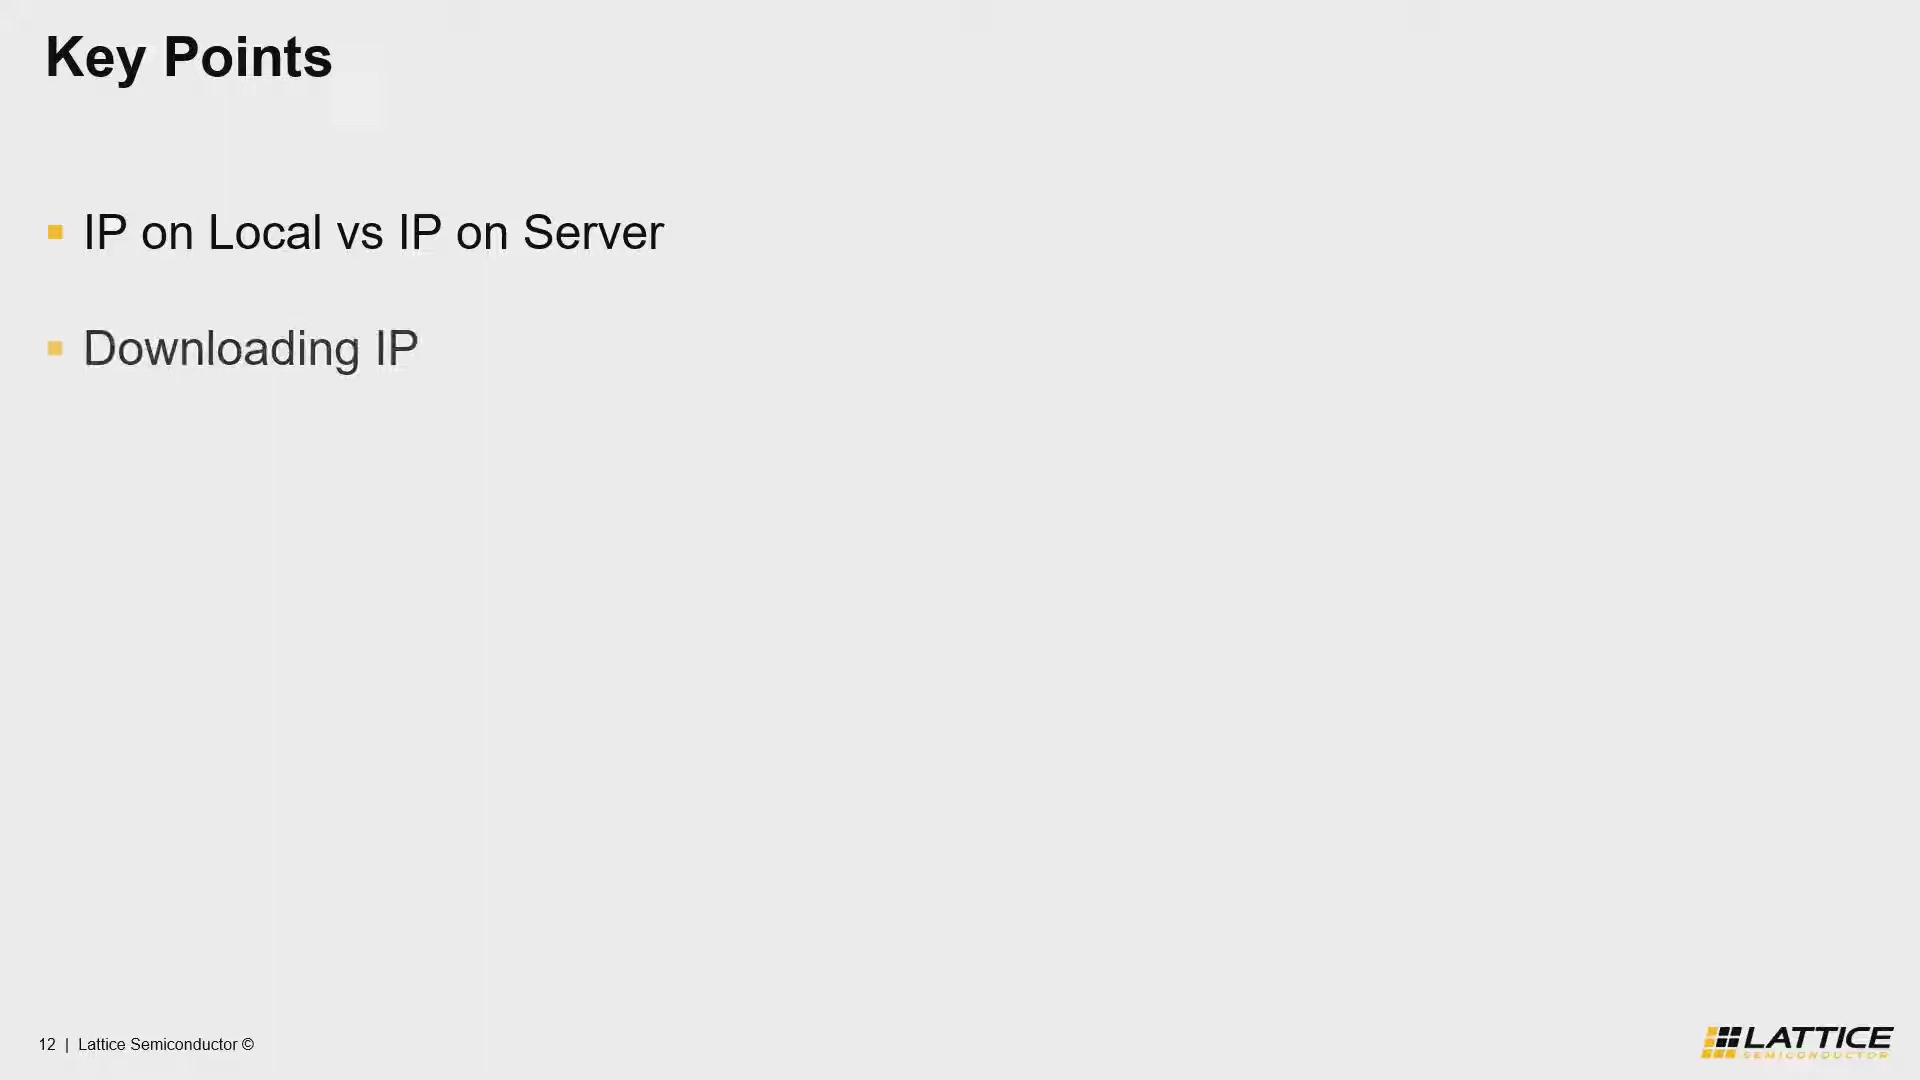 Key Points
IP on Local vs IP on Server
Downloading IP
12 | Lattice Semiconductor ©
LATTICE
SEMICONDUCTOR